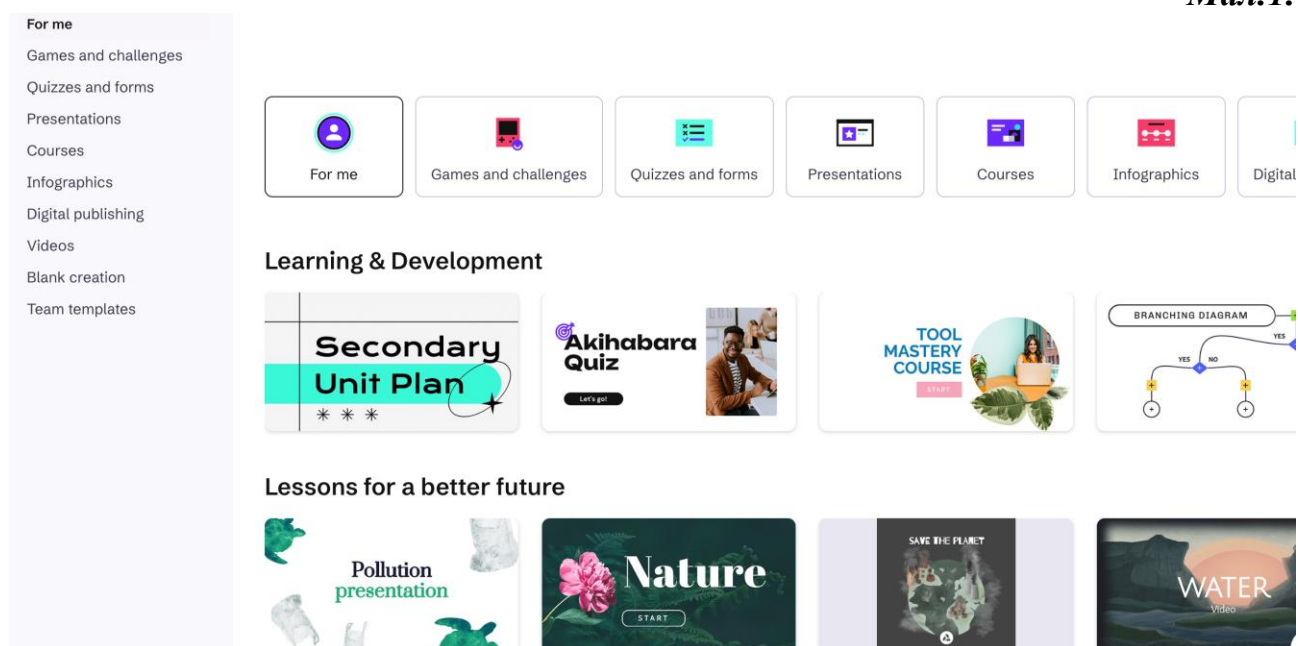 Мал.1.
For me
Games and challenges
Quizzes and forms
Presentations
Courses
Infographics
Digital publishing
Videos
Blank creation
Team templates
For me
Games and challenges
Quizzes and forms
Presentations
Courses
Infographics
Digital
Learning & Development
Secondary
Unit Plan
Akihabara
Quiz
Let's go!
TOOL
MASTERY
COURSE
START
BRANCHING DIAGRAM
YES
YES
NO
Lessons for a better future
Pollution
presentation
Nature
START
SAVE THE PLANET
WATER
Video